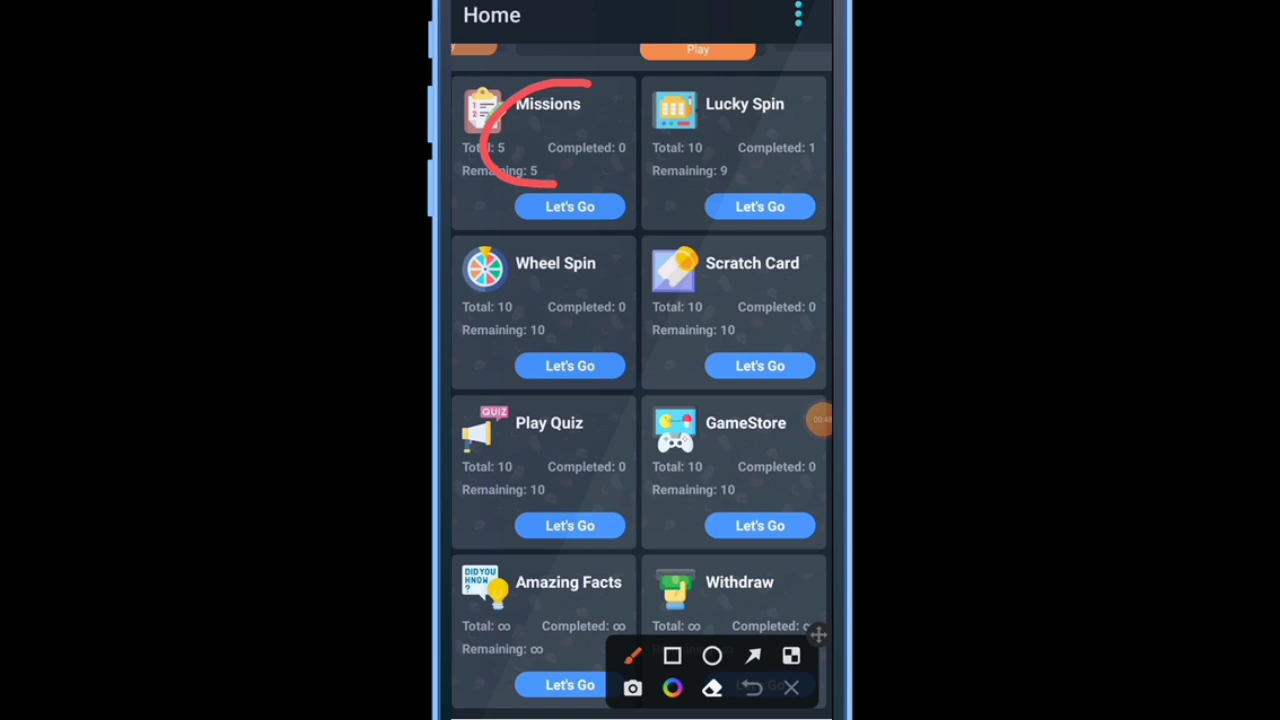 Home
Play
Missions
Total: 5 Completed: 0
Remaining: 5
Let's Go
Lucky Spin
Total: 10 Completed: 1
Remaining: 9
Let's Go
Wheel Spin
Total: 10 Completed: 0
Remaining: 10
Let's Go
Scratch Card
Total: 10 Completed: 0
Remaining: 10
Let's Go
QUIZ
Play Quiz
Total: 10 Completed: 0
Remaining: 10
Let's Go
GameStore
Total: 10 Completed: 0
Remaining: 10
Let's Go
DID YOU
KNOW
?
Amazing Facts
Total: ∞ Completed: ∞
Remaining: ∞
Let's Go
Withdraw
Total: ∞ Completed: